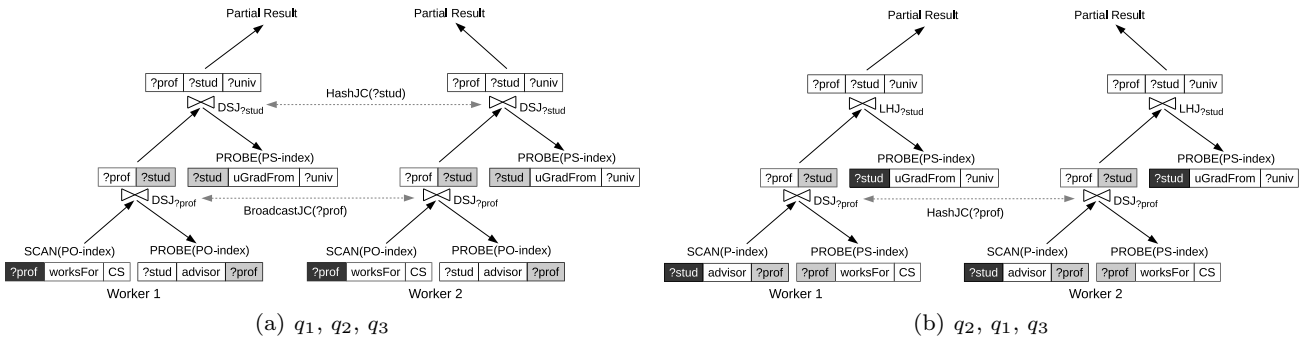 Partial Result Partial Result
?prof ?stud ?univ ?prof ?stud ?univ
HashJC(?stud)
DSJ?stud DSJ?stud
PROBE(PS-index) PROBE(PS-index)
?prof ?stud ?stud uGradFrom ?univ ?prof ?stud ?stud uGradFrom ?univ
DSJ?prof DSJ?prof
BroadcastJC(?prof)
SCAN(PO-index) PROBE(PO-index) SCAN(PO-index) PROBE(PO-index)
?prof worksFor CS ?stud advisor ?prof ?prof worksFor CS ?stud advisor ?prof
Worker 1 Worker 2
(a) q1, q2, q3
Partial Result Partial Result
?prof ?stud ?univ ?prof ?stud ?univ
LHJ?stud LHJ?stud
PROBE(PS-index) PROBE(PS-index)
?prof ?stud ?stud uGradFrom ?univ ?prof ?stud ?stud uGradFrom ?univ
DSJ?prof DSJ?prof
HashJC(?prof)
SCAN(P-index) PROBE(PS-index) SCAN(P-index) PROBE(PS-index)
?stud advisor ?prof ?prof worksFor CS ?stud advisor ?prof ?prof worksFor CS
Worker 1 Worker 2
(b) q2, q1, q3